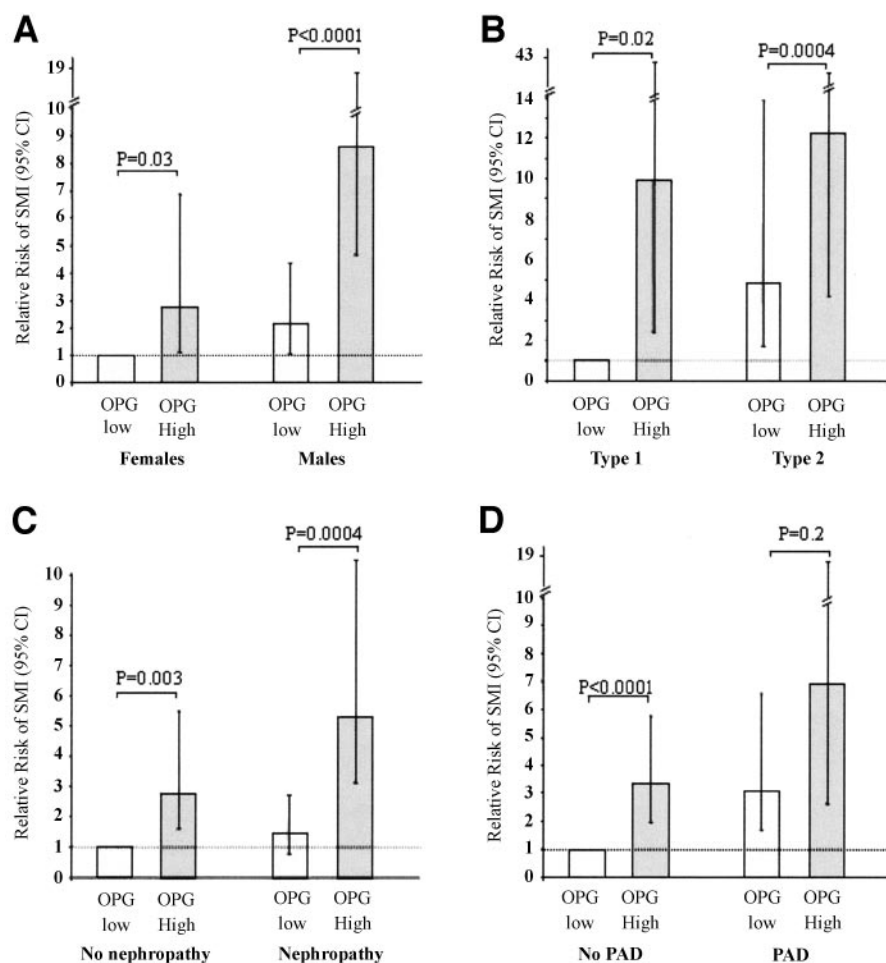 A
Relative Risk of SMI (95% CI)
19
10
9
8
7
6
5
4
3
2
1
0
P=0.03
P<0.0001
OPG low
OPG High
OPG low
OPG High
Females
Males
B
Relative Risk of SMI (95% CI)
43
14
12
10
8
6
4
2
1
0
P=0.02
P=0.0004
OPG low
OPG High
OPG low
OPG High
Type 1
Type 2
C
Relative Risk of SMI (95% CI)
10
9
8
7
6
5
4
3
2
1
0
P=0.003
P=0.0004
OPG low
OPG High
OPG low
OPG High
No nephropathy
Nephropathy
D
Relative Risk of SMI (95% CI)
19
10
9
8
7
6
5
4
3
2
1
0
P<0.0001
P=0.2
OPG low
OPG High
OPG low
OPG High
No PAD
PAD